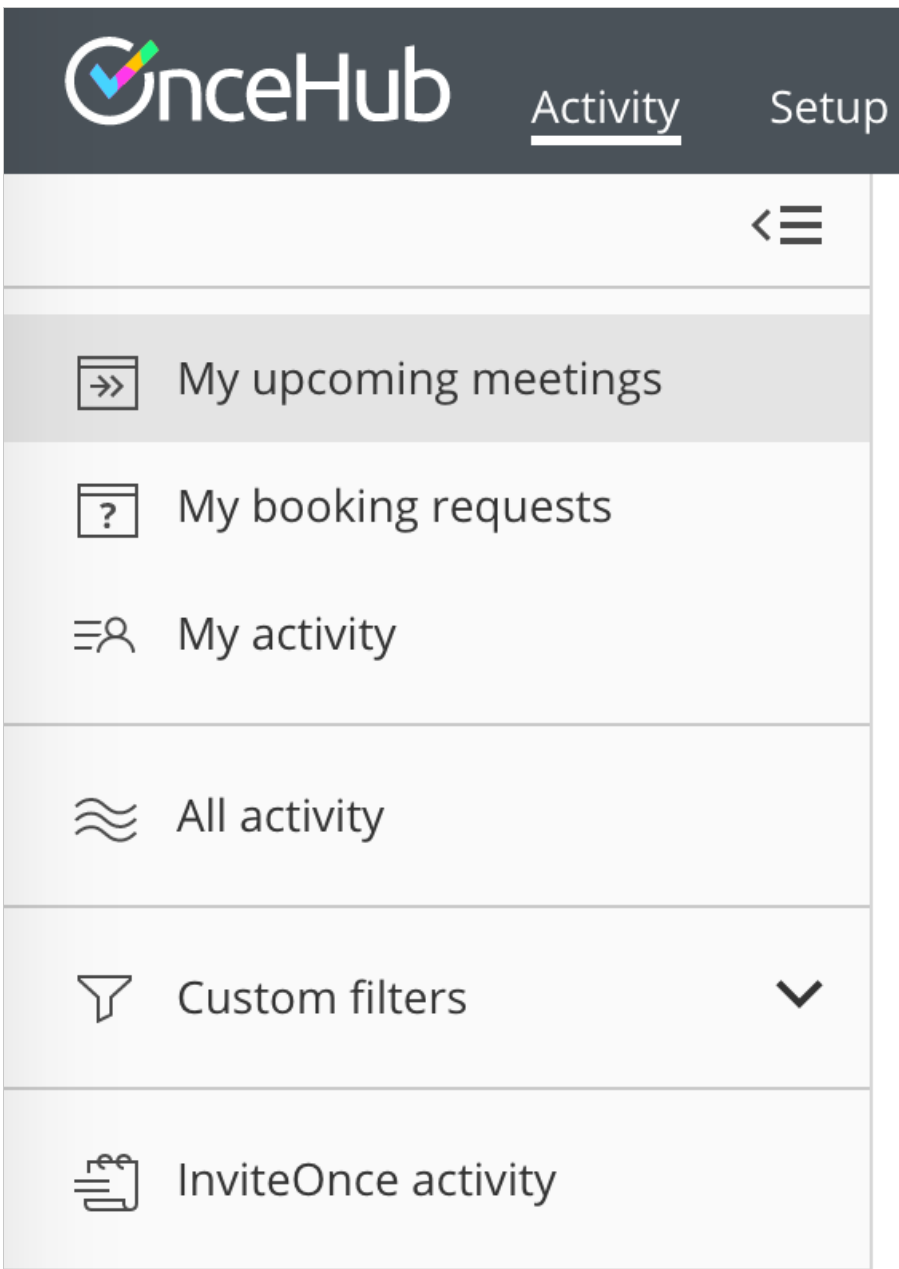 OnceHub
Activity
Setup
My upcoming meetings
?
My booking requests
My activity
All activity
Custom filters
InviteOnce activity